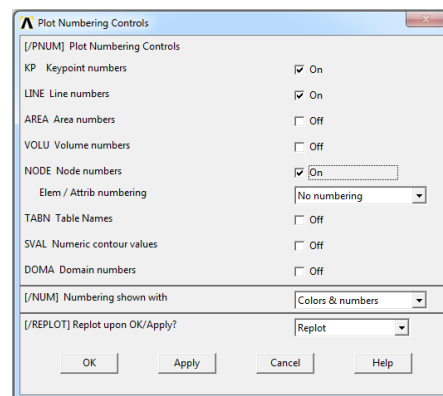 Plot Numbering Controls
[/PNUM] Plot Numbering Controls
KP Keypoint numbers On
LINE Line numbers On
AREA Area numbers Off
VOLU Volume numbers Off
NODE Node numbers On
Elem / Attrib numbering No numbering
TABN Table Names Off
SVAL Numeric contour values Off
DOMA Domain numbers Off
[/NUM] Numbering shown with Colors & numbers
[/REPLOT] Replot upon OK/Apply? Replot
OK Apply Cancel Help